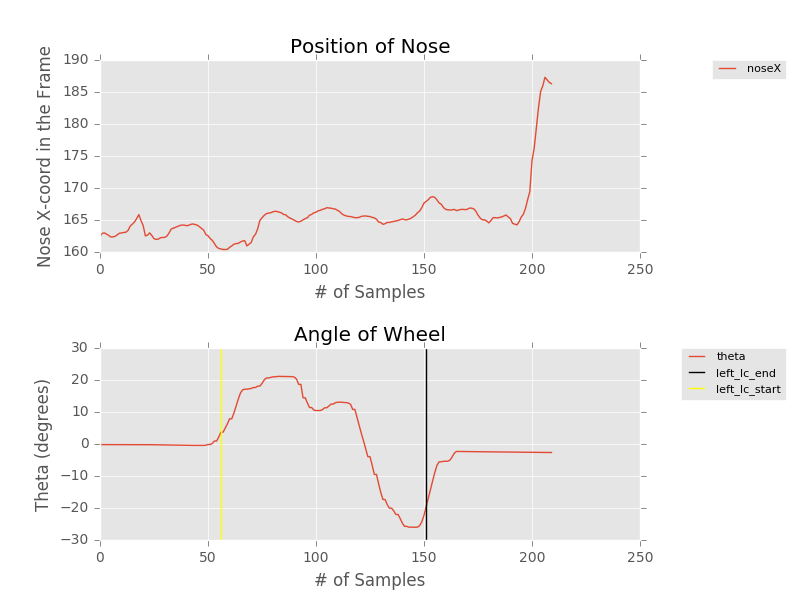 Position of Nose
190
185
180
175
170
165
160
Nose X-coord in the Frame
0 50 100 150 200 250
# of Samples
noseX
Angle of Wheel
30
20
10
0
−10
−20
−30
Theta (degrees)
0 50 100 150 200 250
# of Samples
theta
left_lc_end
left_lc_start